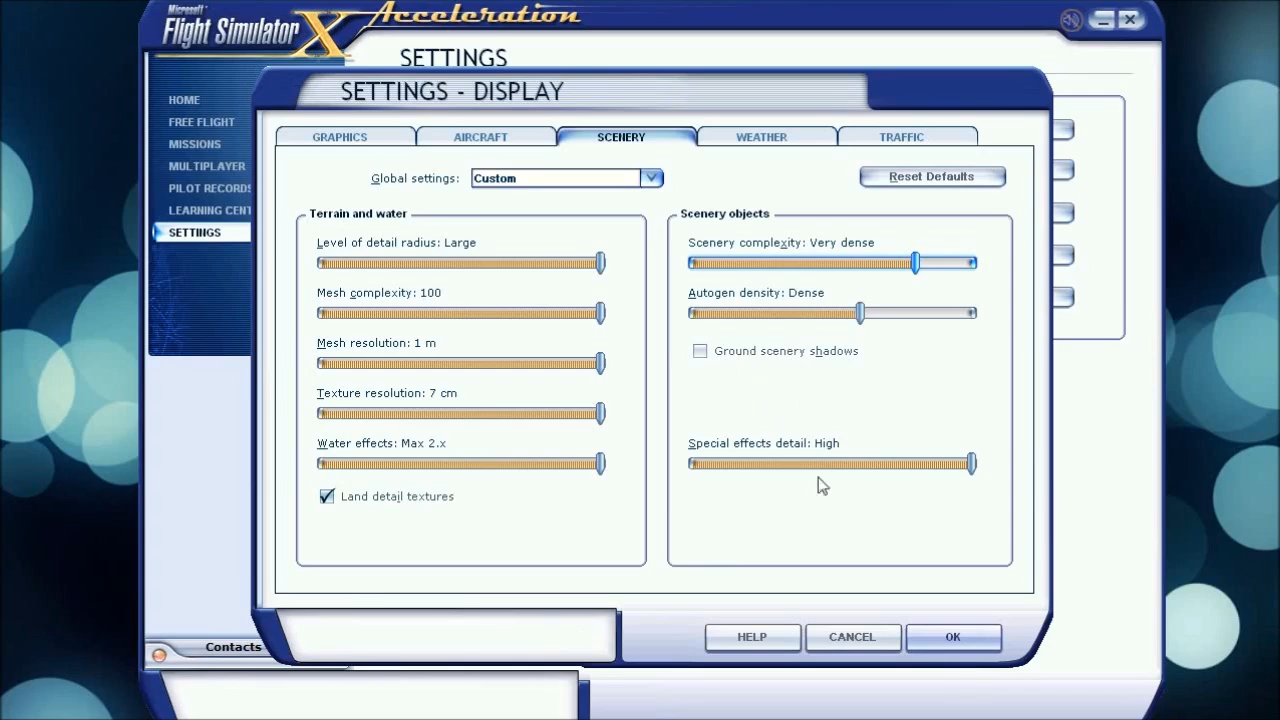 Microsoft
Flight Simulator X Acceleration
SETTINGS
SETTINGS - DISPLAY
HOME
FREE FLIGHT
MISSIONS
MULTIPLAYER
PILOT RECORDS
LEARNING CENT
SETTINGS
GRAPHICS
AIRCRAFT
SCENERY
WEATHER
TRAFFIC
Global settings: Custom
Reset Defaults
Terrain and water
Level of detail radius: Large
Mesh complexity: 100
Mesh resolution: 1 m
Texture resolution: 7 cm
Water effects: Max 2.x
Land detail textures
Scenery objects
Scenery complexity: Very dense
Autogen density: Dense
Ground scenery shadows
Special effects detail: High
Contacts
HELP
CANCEL
OK